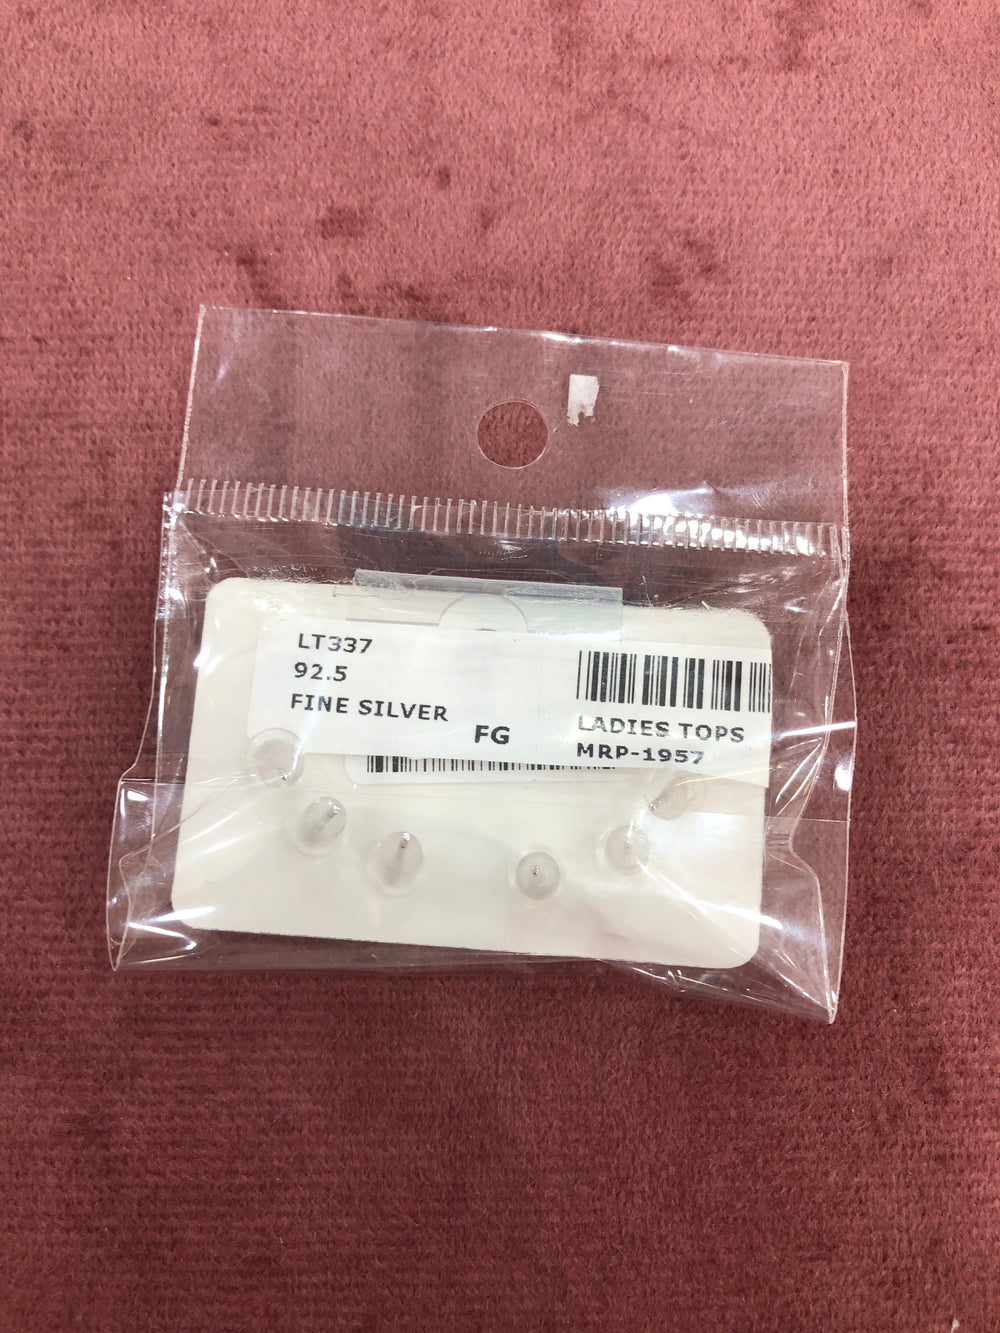 LT337
92.5
FINE SILVER
FG
LADIES TOPS
MRP-1957